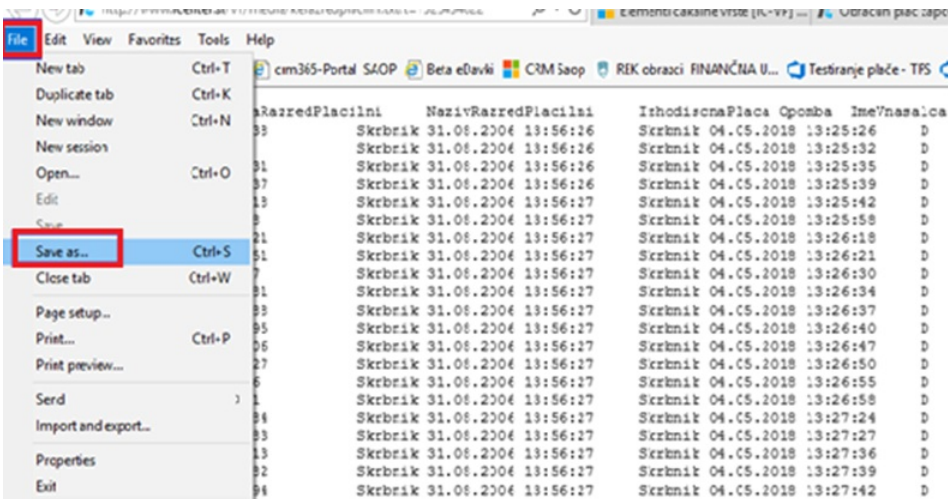 File Edit View Favorites Tools Help
New tab Ctrl+T
Duplicate tab Ctrl+K
New window Ctrl+N
New session
Open... Ctrl+O
Edit
Save
Save as... Ctrl+S
Close tab Ctrl+W
Page setup...
Print... Ctrl+P
Print preview...
Send
Import and export...
Properties
Exit
crm365-Portal SAOP Beta eDavki CRM Saop REK obrazci FINANČNA U... Testiranje plače - TFS
aRazredPlacilni NazivRazredPlacilni IzhodiscnaPlaca Opomba ImeVnasalca
Skrbnik 31.08.2006 13:56:26 Skrbnik 04.05.2018 13:25:26 D
Skrbnik 31.08.2006 13:56:26 Skrbnik 04.05.2018 13:25:32 D
Skrbnik 31.08.2006 13:56:26 Skrbnik 04.05.2018 13:25:35 D
Skrbnik 31.08.2006 13:56:26 Skrbnik 04.05.2018 13:25:39 D
Skrbnik 31.08.2006 13:56:27 Skrbnik 04.05.2018 13:25:42 D
Skrbnik 31.08.2006 13:56:27 Skrbnik 04.05.2018 13:25:58 D
Skrbnik 31.08.2006 13:56:27 Skrbnik 04.05.2018 13:26:18 D
Skrbnik 31.08.2006 13:56:27 Skrbnik 04.05.2018 13:26:21 D
Skrbnik 31.08.2006 13:56:27 Skrbnik 04.05.2018 13:26:30 D
Skrbnik 31.08.2006 13:56:27 Skrbnik 04.05.2018 13:26:34 D
Skrbnik 31.08.2006 13:56:27 Skrbnik 04.05.2018 13:26:37 D
Skrbnik 31.08.2006 13:56:27 Skrbnik 04.05.2018 13:26:40 D
Skrbnik 31.08.2006 13:56:27 Skrbnik 04.05.2018 13:26:47 D
Skrbnik 31.08.2006 13:56:27 Skrbnik 04.05.2018 13:26:50 D
Skrbnik 31.08.2006 13:56:27 Skrbnik 04.05.2018 13:26:55 D
Skrbnik 31.08.2006 13:56:27 Skrbnik 04.05.2018 13:26:58 D
Skrbnik 31.08.2006 13:56:27 Skrbnik 04.05.2018 13:27:24 D
Skrbnik 31.08.2006 13:56:27 Skrbnik 04.05.2018 13:27:27 D
Skrbnik 31.08.2006 13:56:27 Skrbnik 04.05.2018 13:27:36 D
Skrbnik 31.08.2006 13:56:27 Skrbnik 04.05.2018 13:27:39 D
Skrbnik 31.08.2006 13:56:27 Skrbnik 04.05.2018 13:27:42 D